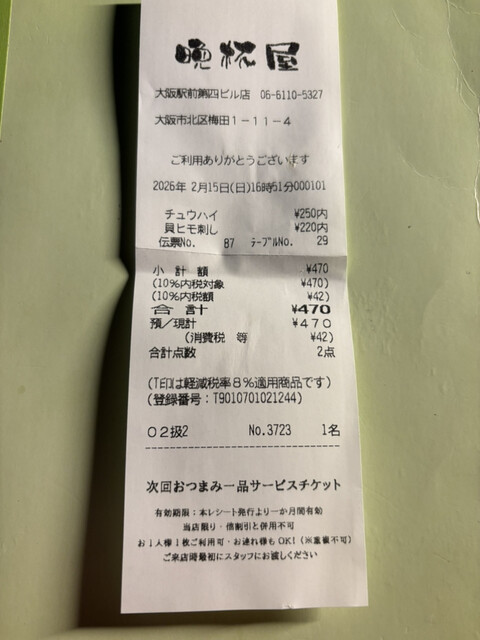 晩杯屋
大阪駅前第四ビル店 06-6110-5327
大阪市北区梅田1-11-4
ご利用ありがとうございます
2026年 2月15日(日)16時51分000101
チュウハイ ¥250内
貝ヒモ刺し ¥220内
伝票No. 87 テーブルNo. 29
小計額 ¥470
(10%内税対象 ¥470)
(10%内税額 ¥42)
合計 ¥470
預/現計 ¥470
(消費税 等 ¥42)
合計点数 2点
(T印は軽減税率8%適用商品です)
(登録番号:T9010701021244)
02扱2 No.3723 1名
次回おつまみ一品サービスチケット
有効期限:本レシート発行より一か月間有効
当店限り・他割引と併用不可
お1人様1枚ご利用可・お連れ様もOK!(※重複不可)
ご来店時最初にスタッフにお渡しください